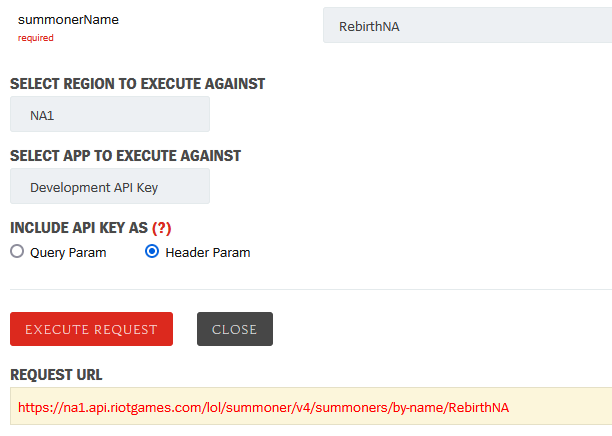 summonerName
required
RebirthNA
SELECT REGION TO EXECUTE AGAINST
NA1
SELECT APP TO EXECUTE AGAINST
Development API Key
INCLUDE API KEY AS (?)
Query Param Header Param
EXECUTE REQUEST CLOSE
REQUEST URL
https://na1.api.riotgames.com/lol/summoner/v4/summoners/by-name/RebirthNA